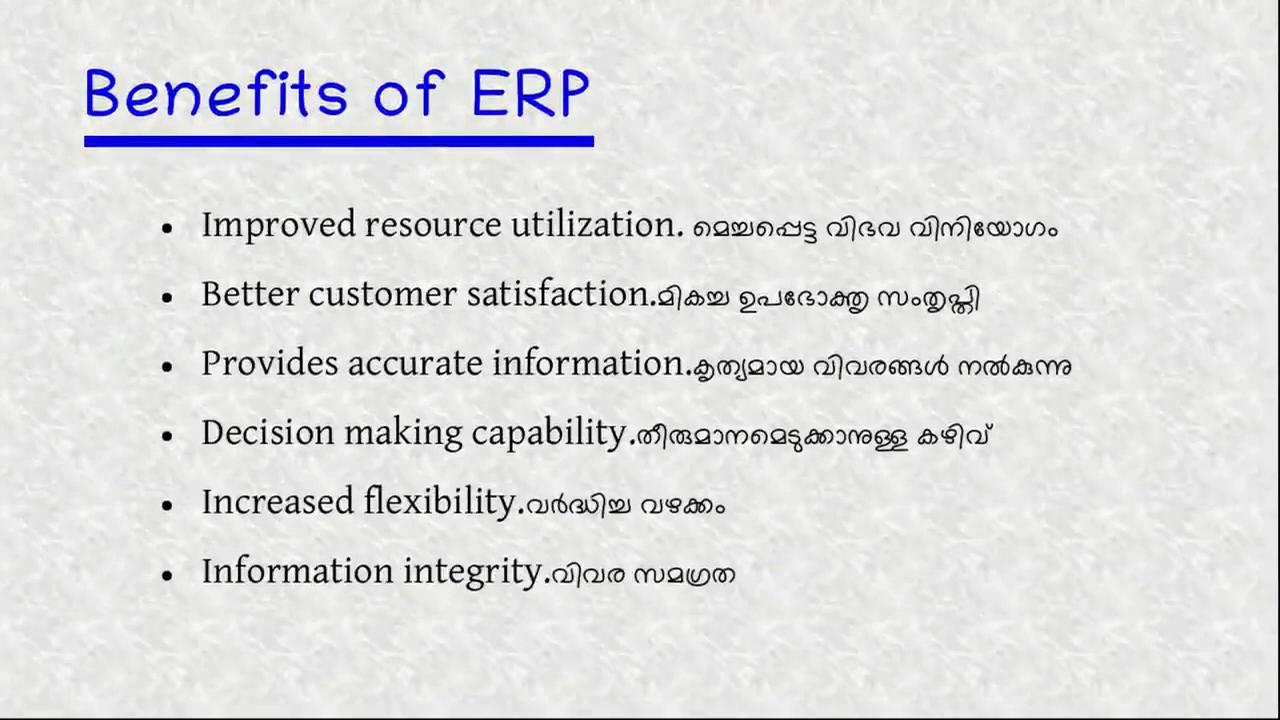 Benefits of ERP
• Improved resource utilization. മെച്ചപ്പെട്ട വിഭവ വിനിയോഗം
• Better customer satisfaction.മികച്ച ഉപഭോക്തൃ സംതൃപ്തി
• Provides accurate information.കൃത്യമായ വിവരങ്ങൾ നൽകുന്നു
• Decision making capability.തീരുമാനമെടുക്കാനുള്ള കഴിവ്
• Increased flexibility.വർദ്ധിച്ച വഴക്കം
• Information integrity.വിവര സമഗ്രത